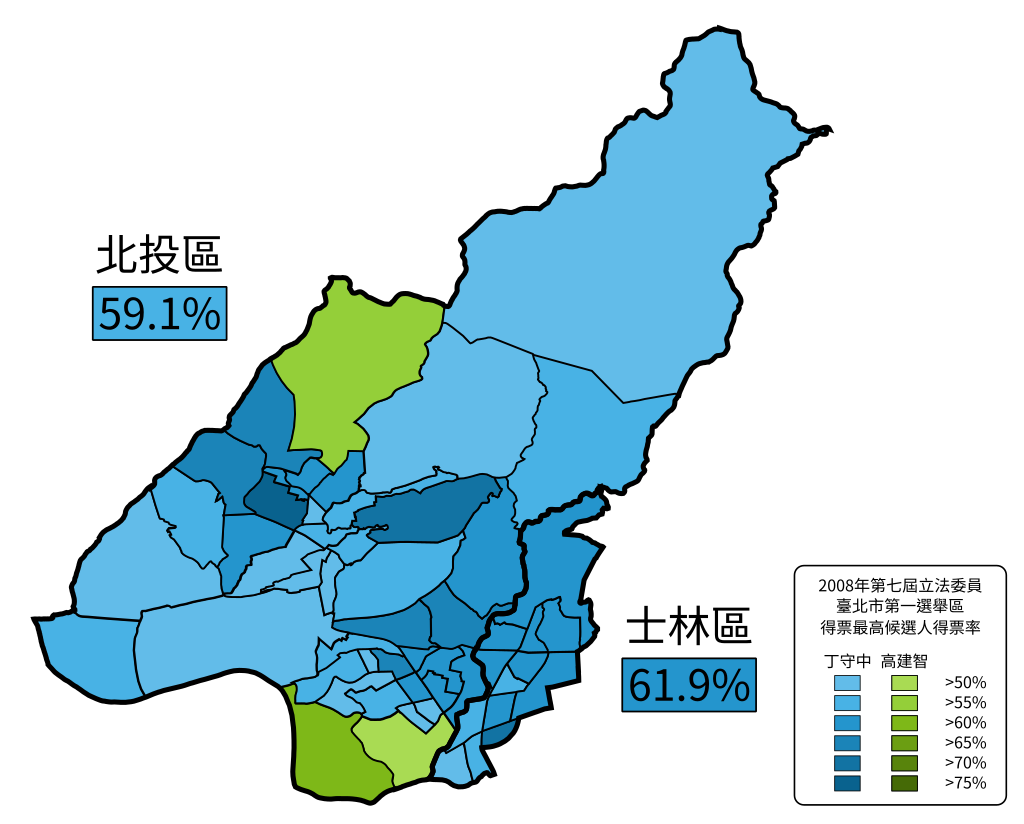 北投區
59.1%
士林區
61.9%
2008年第七屆立法委員
臺北市第一選舉區
得票最高候選人得票率
丁守中 高建智
>50%
>55%
>60%
>65%
>70%
>75%